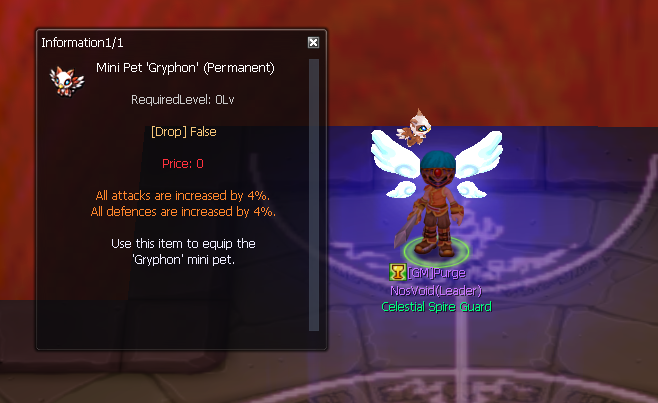 Information1/1
Mini Pet 'Gryphon' (Permanent)
RequiredLevel: 0Lv
[Drop] False
Price: 0
All attacks are increased by 4%.
All defences are increased by 4%.
Use this item to equip the
'Gryphon' mini pet.
[GM]Purge
NosVoid(Leader)
Celestial Spire Guard